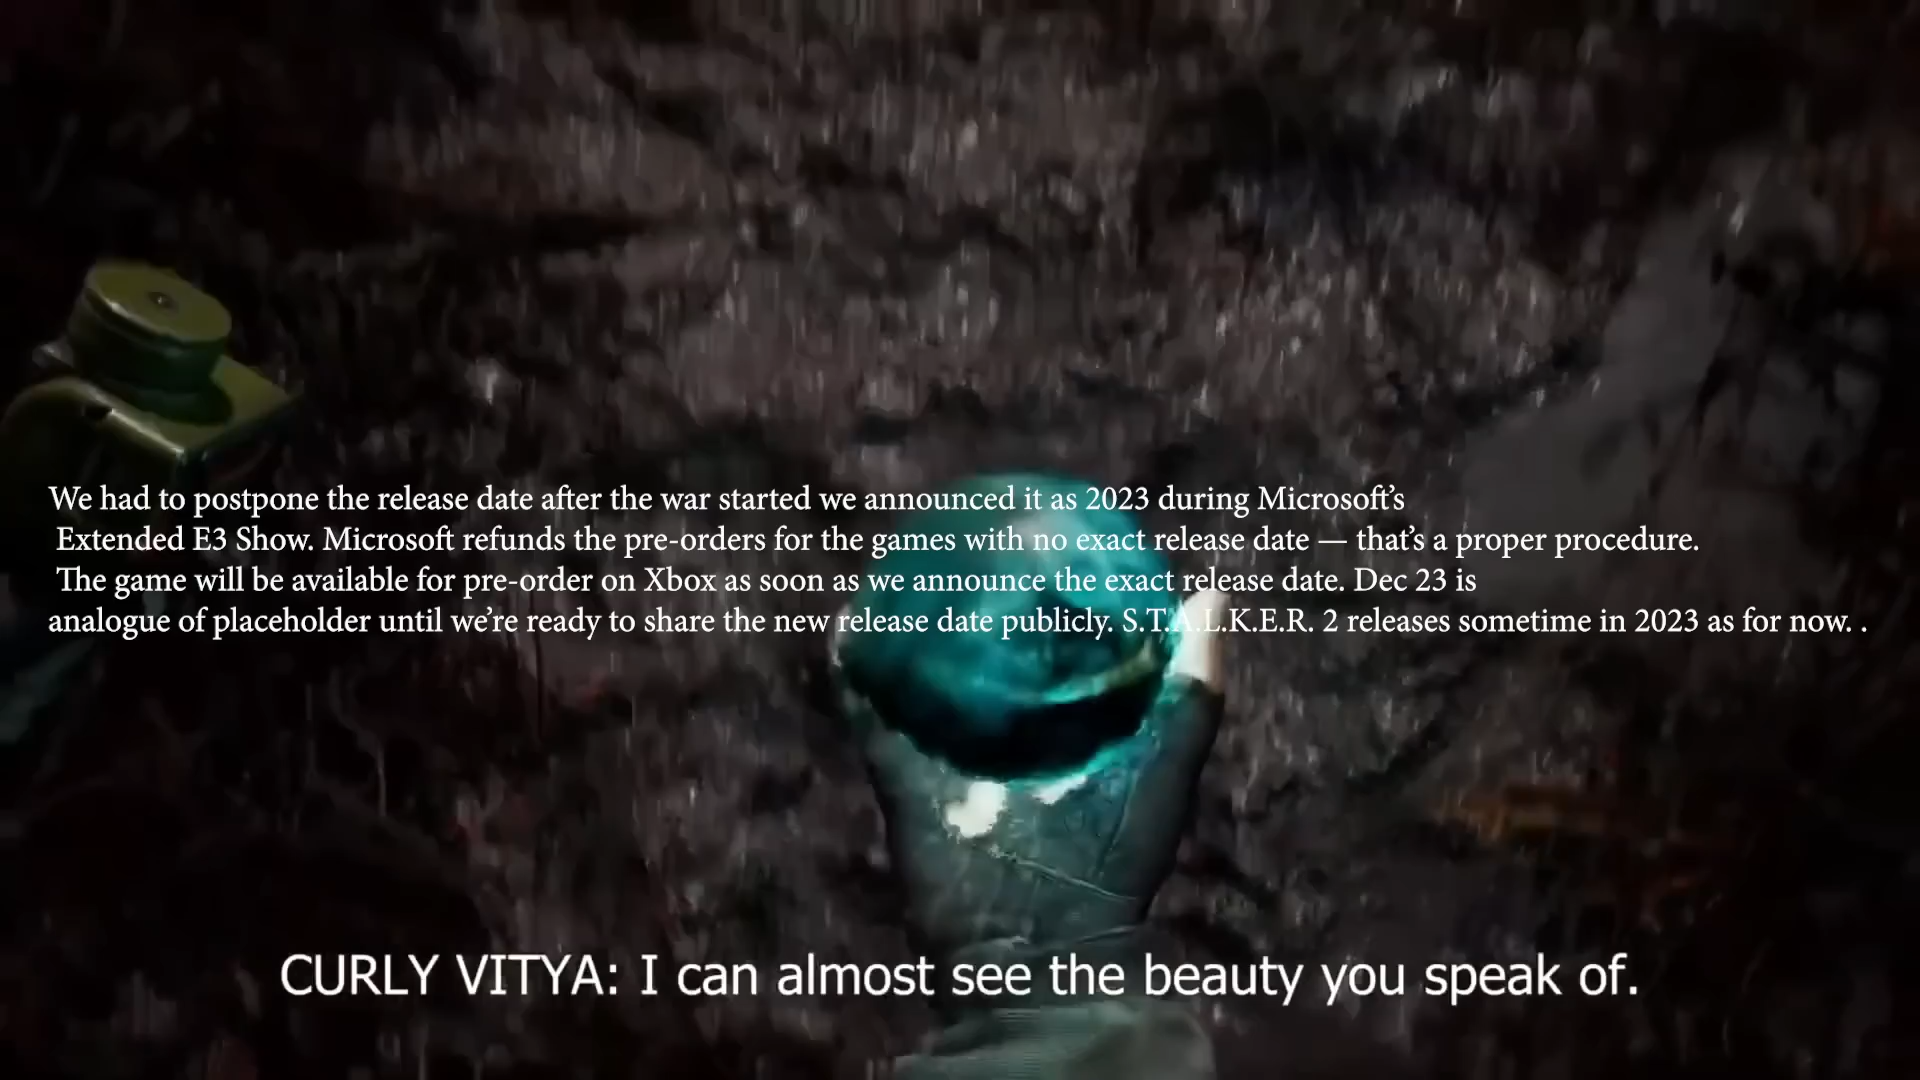 We had to postpone the release date after the war started we announced it as 2023 during Microsoft’s
Extended E3 Show. Microsoft refunds the pre-orders for the games with no exact release date — that’s a proper procedure.
The game will be available for pre-order on Xbox as soon as we announce the exact release date. Dec 23 is
analogue of placeholder until we’re ready to share the new release date publicly. S.T.A.L.K.E.R. 2 releases sometime in 2023 as for now. .
CURLY VITYA: I can almost see the beauty you speak of.